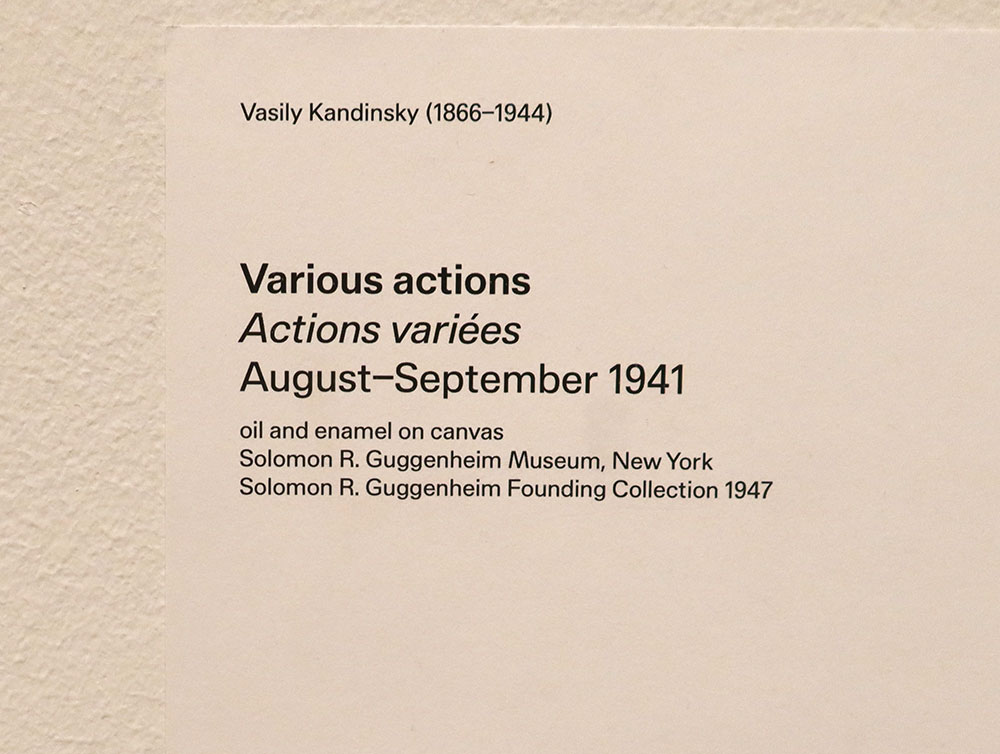 Vasily Kandinsky (1866–1944)
Various actions
Actions variées
August–September 1941
oil and enamel on canvas
Solomon R. Guggenheim Museum, New York
Solomon R. Guggenheim Founding Collection 1947